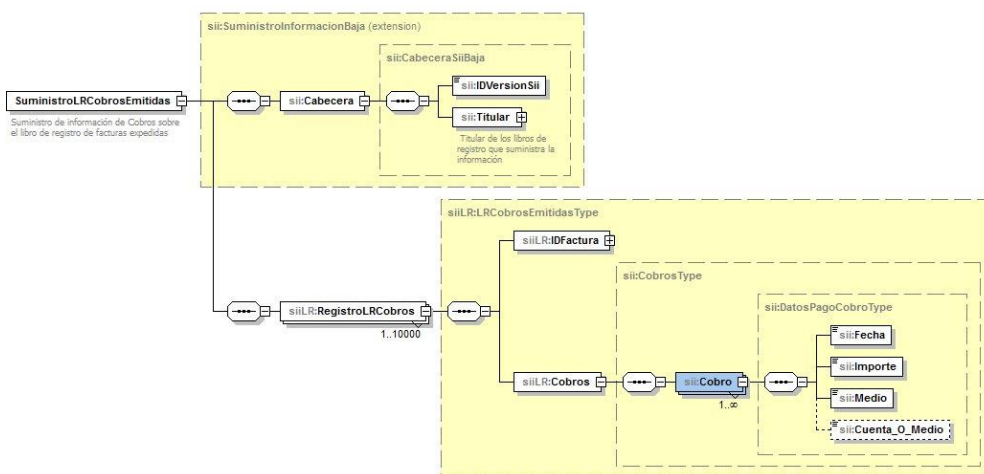 sii:SuministroInformacionBaja (extension)
sii:CabeceraSiiBaja
sii:IDVersionSii
SuministroLRCobrosEmitidas
sii:Cabecera
Suministro de información de Cobros sobre
el libro de registro de facturas expedidas
sii:Titular
Titular de los libros de
registro que suministra la
información
siiLR:LRCobrosEmitidasType
siiLR:IDFactura
sii:CobrosType
sii:DatosPagoCobroType
siiLR:RegistroLRCobros
1..10000
sii:Fecha
sii:Importe
siiLR:Cobros
sii:Cobro
1..∞
sii:Medio
sii:Cuenta_O_Medio